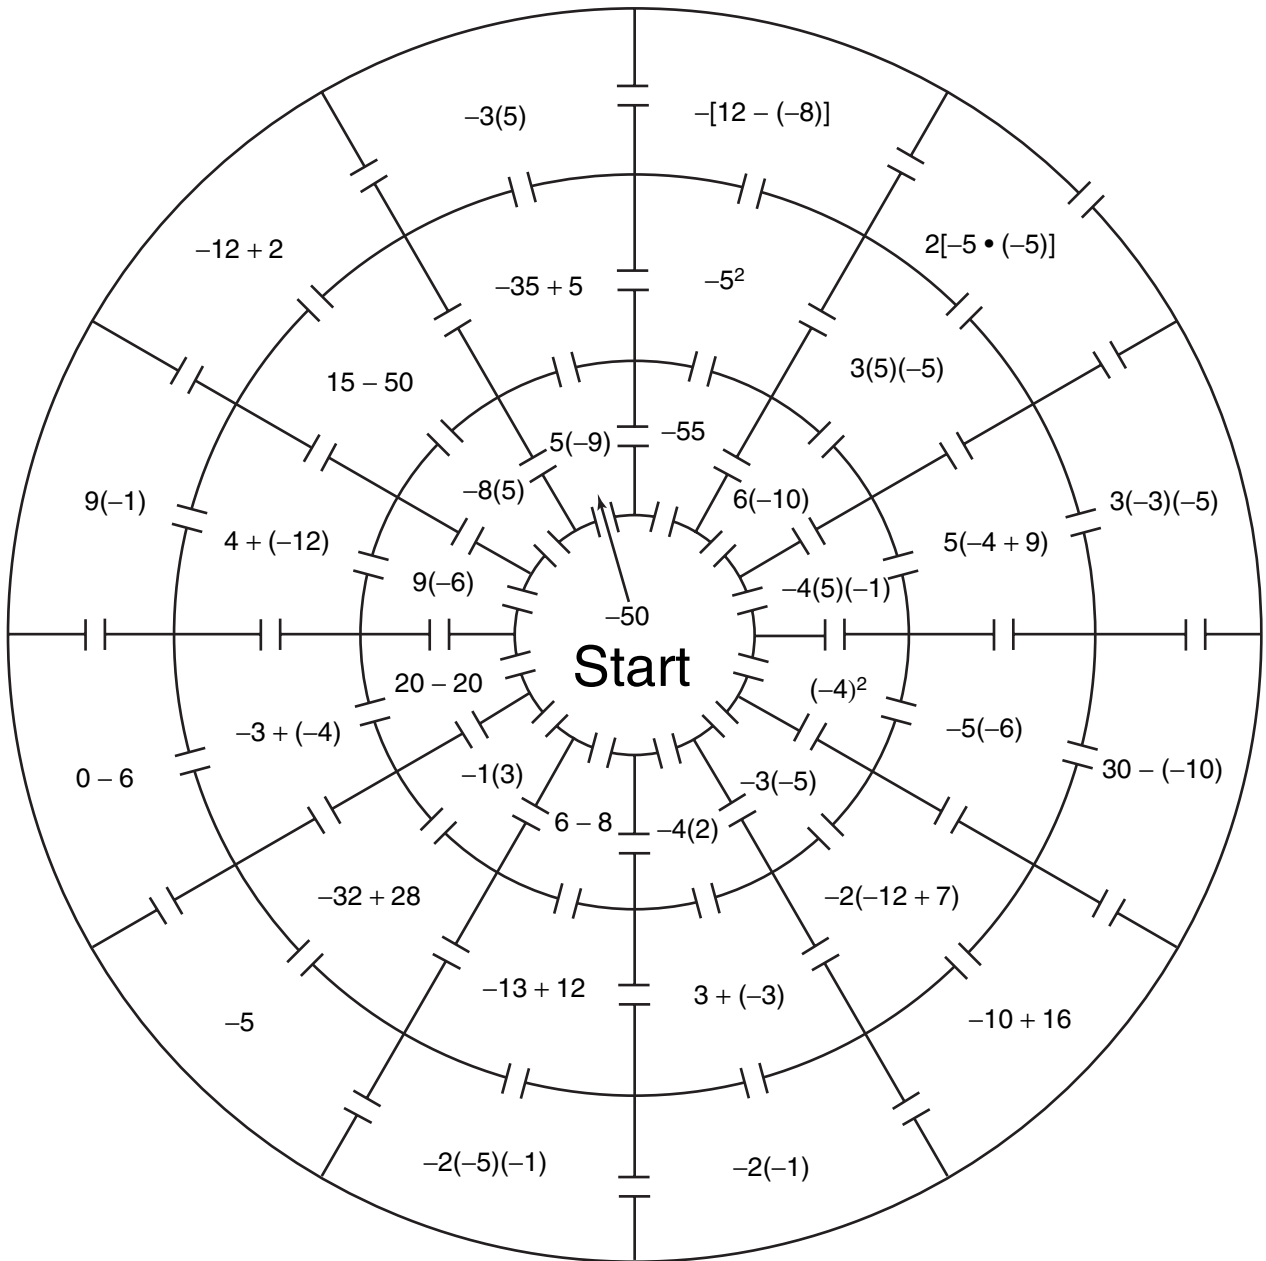 -3(5)
-[12 – (-8)]
–12 + 2
2[–5 • (–5)]
–35 + 5
–5²
15 – 50
3(5)(–5)
5(–9)
–55
–8(5)
6(–10)
9(–1)
3(–3)(–5)
4 + (–12)
5(–4 + 9)
9(–6)
–4(5)(–1)
–50
Start
20 – 20
(–4)²
–3 + (–4)
–5(–6)
0 – 6
30 – (–10)
–1(3)
–3(–5)
6 – 8
–4(2)
–32 + 28
–2(–12 + 7)
–13 + 12
3 + (–3)
–5
–10 + 16
–2(–5)(–1)
–2(–1)